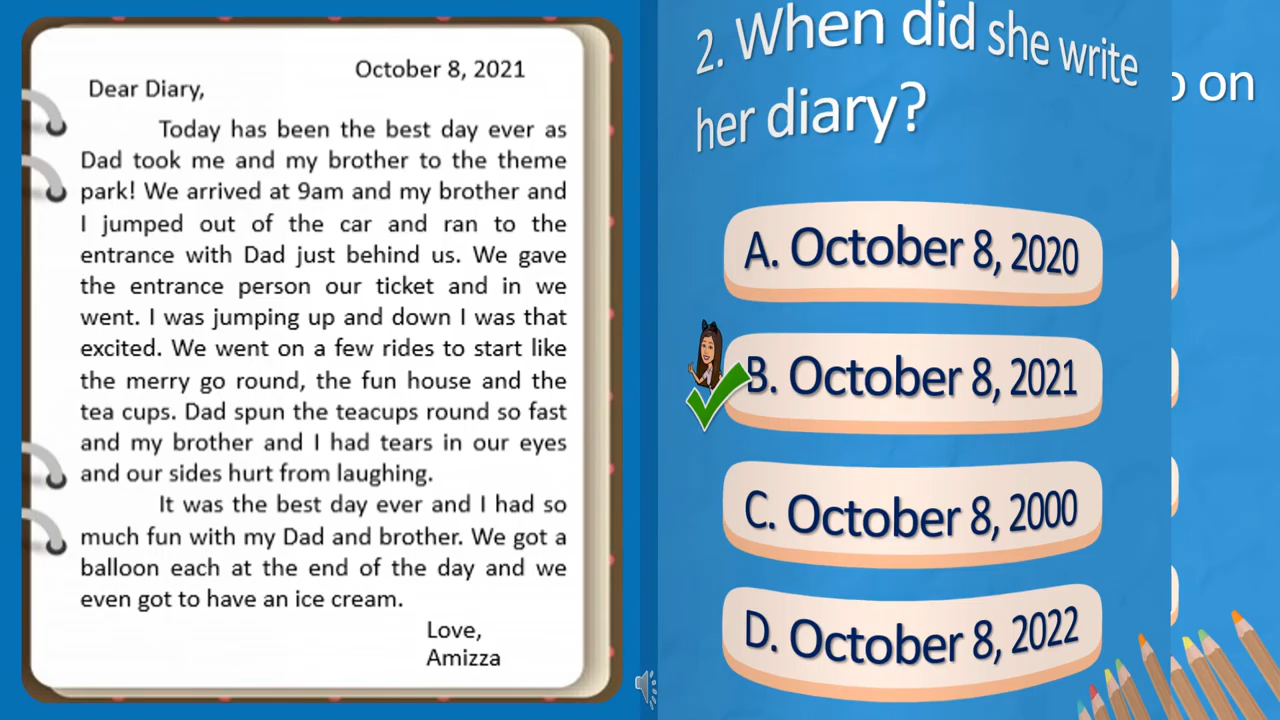 October 8, 2021
Dear Diary,
Today has been the best day ever as
Dad took me and my brother to the theme
park! We arrived at 9am and my brother and
I jumped out of the car and ran to the
entrance with Dad just behind us. We gave
the entrance person our ticket and in we
went. I was jumping up and down I was that
excited. We went on a few rides to start like
the merry go round, the fun house and the
tea cups. Dad spun the teacups round so fast
and my brother and I had tears in our eyes
and our sides hurt from laughing.
It was the best day ever and I had so
much fun with my Dad and brother. We got a
balloon each at the end of the day and we
even got to have an ice cream.
Love,
Amizza
2. When did she write
her diary?
on
A. October 8, 2020
B. October 8, 2021
C. October 8, 2000
D. October 8, 2022